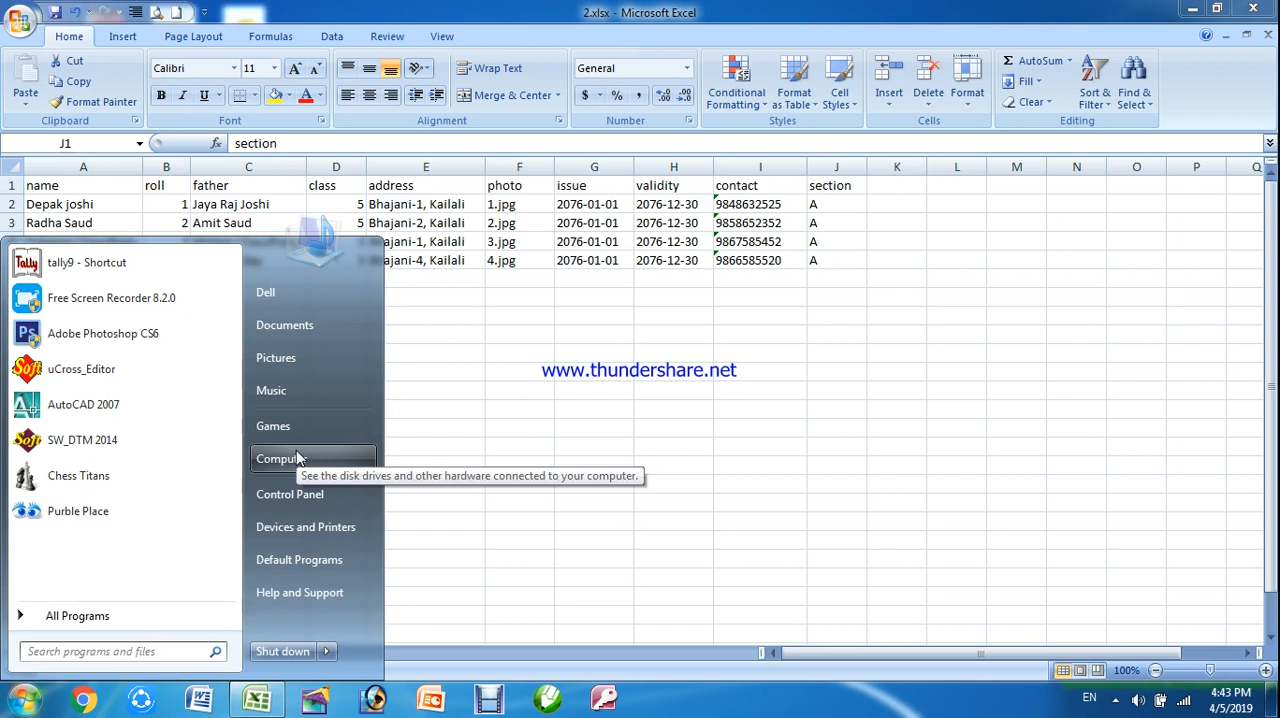 2.xlsx - Microsoft Excel
Home Insert Page Layout Formulas Data Review View
Paste
Cut
Copy
Format Painter
Clipboard
Calibri 11
B I U
Font
Wrap Text
Merge & Center
Alignment
General
$ % ,
Number
Conditional Formatting
Format as Table
Cell Styles
Styles
Insert Delete Format
Cells
AutoSum
Fill
Clear
Sort & Filter
Find & Select
Editing
J1 fx section
A B C D E F G H I J K L M N O P Q
1 name roll father class address photo issue validity contact section
2 Depak joshi 1 Jaya Raj Joshi 5 Bhajani-1, Kailali 1.jpg 2076-01-01 2076-12-30 9848632525 A
3 Radha Saud 2 Amit Saud 5 Bhajani-2, Kailali 2.jpg 2076-01-01 2076-12-30 9858652352 A
Bhajani-1, Kailali 3.jpg 2076-01-01 2076-12-30 9867585452 A
Bhajani-4, Kailali 4.jpg 2076-01-01 2076-12-30 9866585520 A
www.thundershare.net
tally9 - Shortcut
Free Screen Recorder 8.2.0
Adobe Photoshop CS6
uCross_Editor
AutoCAD 2007
SW_DTM 2014
Chess Titans
Purble Place
All Programs
Search programs and files
Dell
Documents
Pictures
Music
Games
Computer
See the disk drives and other hardware connected to your computer.
Control Panel
Devices and Printers
Default Programs
Help and Support
Shut down
100%
EN
4:43 PM
4/5/2019